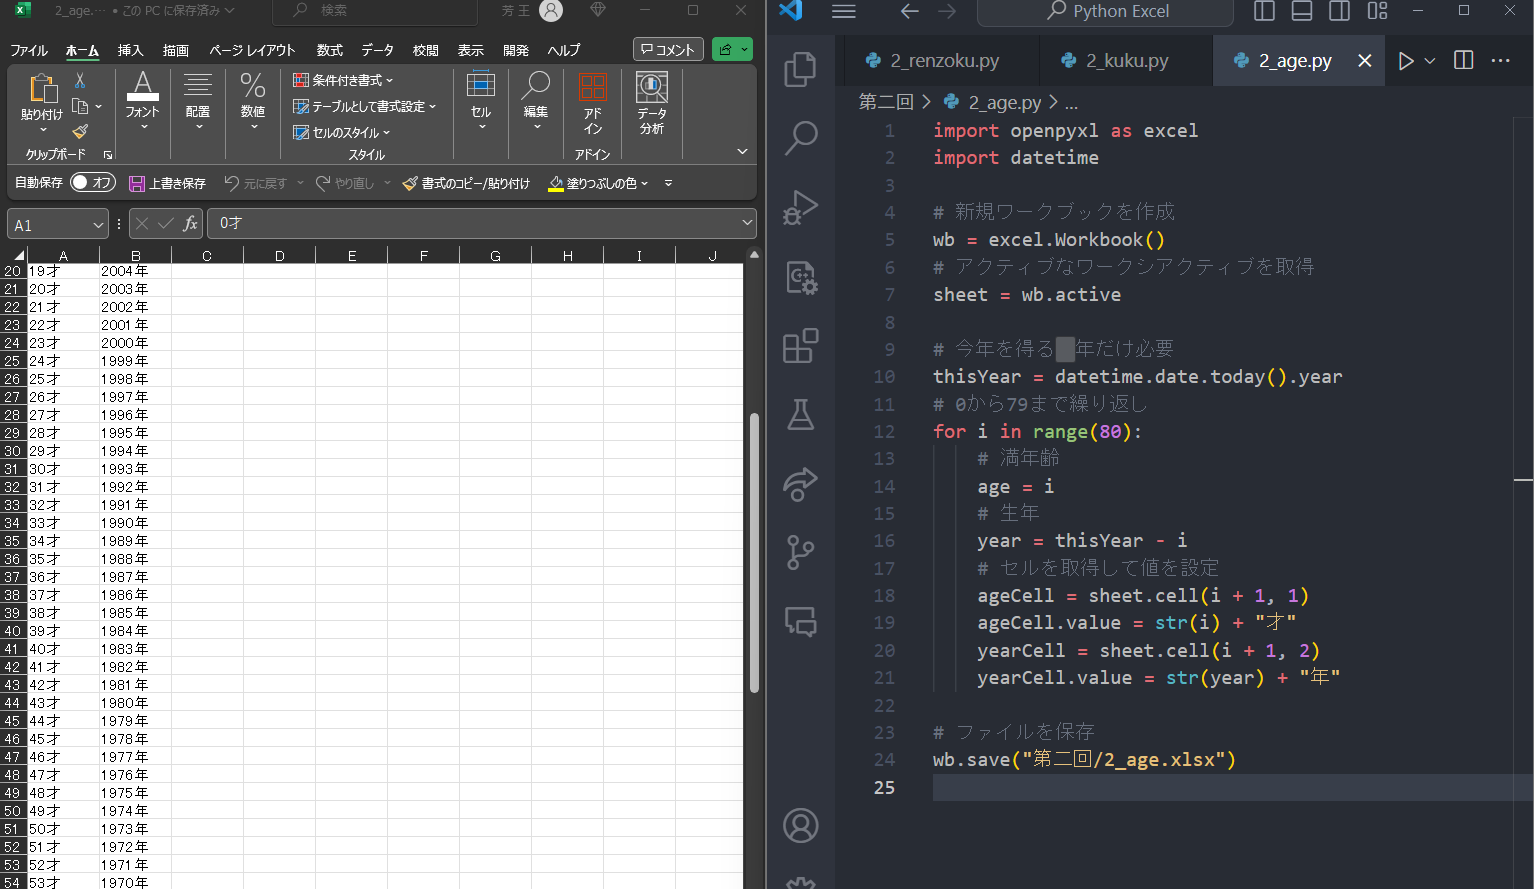 2_age.… • この PC に保存済み
検索
芳 王
ファイル ホーム 挿入 描画 ページ レイアウト 数式 データ 校閲 表示 開発 ヘルプ コメント
貼り付け
クリップボード
フォント
配置
数値
条件付き書式
テーブルとして書式設定
セルのスタイル
スタイル
セル
編集
アド
イン
アドイン
データ
分析
自動保存 オフ 上書き保存 元に戻す やり直し 書式のコピー/貼り付け 塗りつぶしの色
A1 fx 0才
A B C D E F G H I J
20 19才 2004年
21 20才 2003年
22 21才 2002年
23 22才 2001年
24 23才 2000年
25 24才 1999年
26 25才 1998年
27 26才 1997年
28 27才 1996年
29 28才 1995年
30 29才 1994年
31 30才 1993年
32 31才 1992年
33 32才 1991年
34 33才 1990年
35 34才 1989年
36 35才 1988年
37 36才 1987年
38 37才 1986年
39 38才 1985年
40 39才 1984年
41 40才 1983年
42 41才 1982年
43 42才 1981年
44 43才 1980年
45 44才 1979年
46 45才 1978年
47 46才 1977年
48 47才 1976年
49 48才 1975年
50 49才 1974年
51 50才 1973年
52 51才 1972年
53 52才 1971年
54 53才 1970年
Python Excel
2_renzoku.py 2_kuku.py 2_age.py
第二回 > 2_age.py > ...
1 import openpyxl as excel
2 import datetime
3
4 # 新規ワークブックを作成
5 wb = excel.Workbook()
6 # アクティブなワークシアクティブを取得
7 sheet = wb.active
8
9 # 今年を得る　年だけ必要
10 thisYear = datetime.date.today().year
11 # 0から79まで繰り返し
12 for i in range(80):
13 # 満年齢
14 age = i
15 # 生年
16 year = thisYear - i
17 # セルを取得して値を設定
18 ageCell = sheet.cell(i + 1, 1)
19 ageCell.value = str(i) + "才"
20 yearCell = sheet.cell(i + 1, 2)
21 yearCell.value = str(year) + "年"
22
23 # ファイルを保存
24 wb.save("第二回/2_age.xlsx")
25